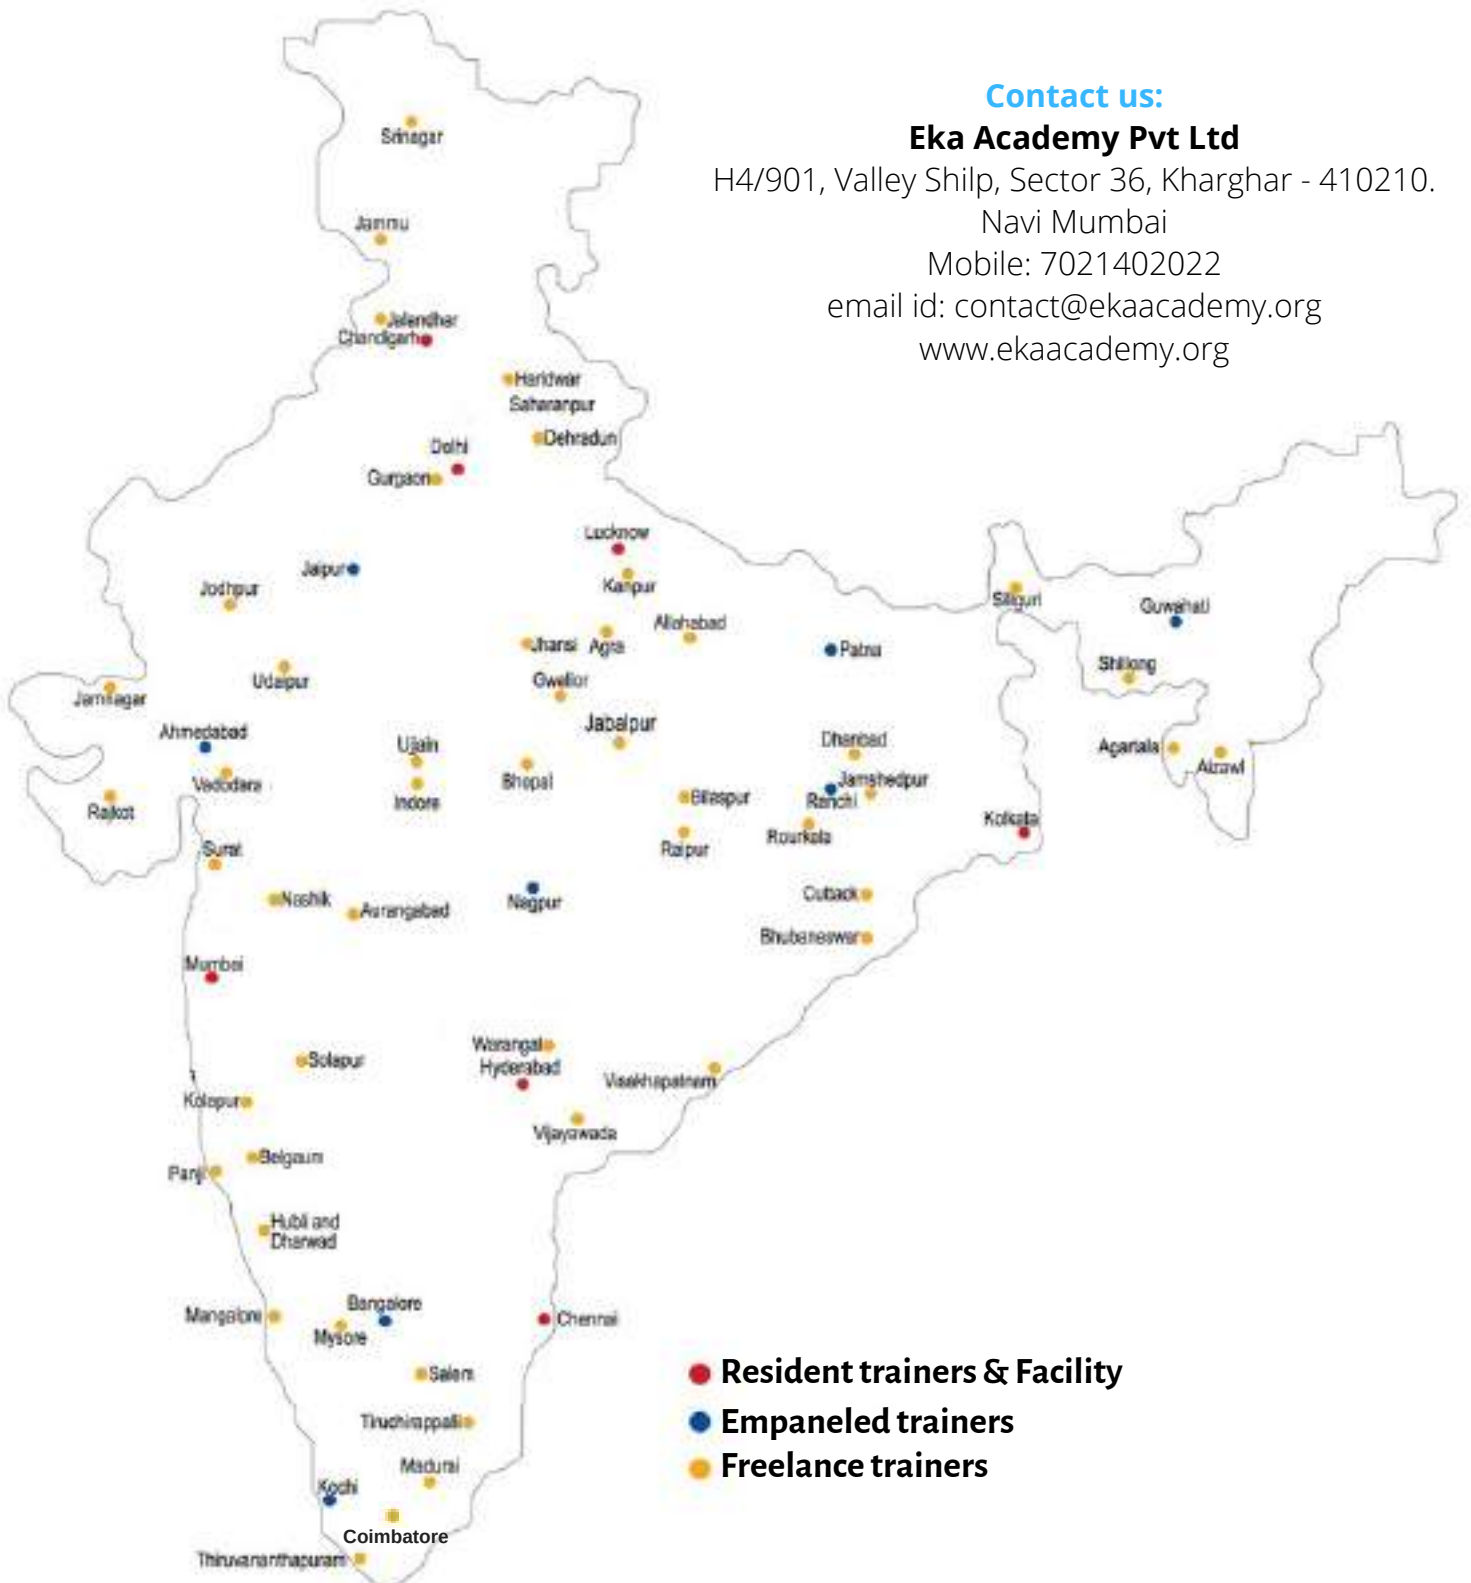 Contact us:
Eka Academy Pvt Ltd
H4/901, Valley Shilp, Sector 36, Kharghar - 410210.
Navi Mumbai
Mobile: 7021402022
email id: contact@ekaacademy.org
www.ekaacademy.org
Srinagar
Jammu
Jalandhar
Chandigarh
Haridwar
Saharanpur
Dehradun
Delhi
Gurgaon
Lucknow
Jaipur
Kanpur
Jodhpur
Siliguri
Guwahati
Allahabad
Jhansi
Agra
Patna
Shillong
Udaipur
Gwalior
Jamnagar
Jabalpur
Ahmedabad
Ujjain
Dhanbad
Agartala
Aizawl
Vadodara
Bhopal
Jamshedpur
Indore
Bilaspur
Ranchi
Rajkot
Kolkata
Rourkela
Surat
Raipur
Nashik
Aurangabad
Nagpur
Cuttack
Bhubaneswar
Mumbai
Warangal
Solapur
Hyderabad
Visakhapatnam
Kolapur
Vijayawada
Belgaum
Panji
Hubli and
Dharwad
Bangalore
Mangalore
Chennai
Mysore
Salem
Resident trainers & Facility
Tiruchirappalli
Empaneled trainers
Madurai
Freelance trainers
Kochi
Coimbatore
Thiruvananthapuram